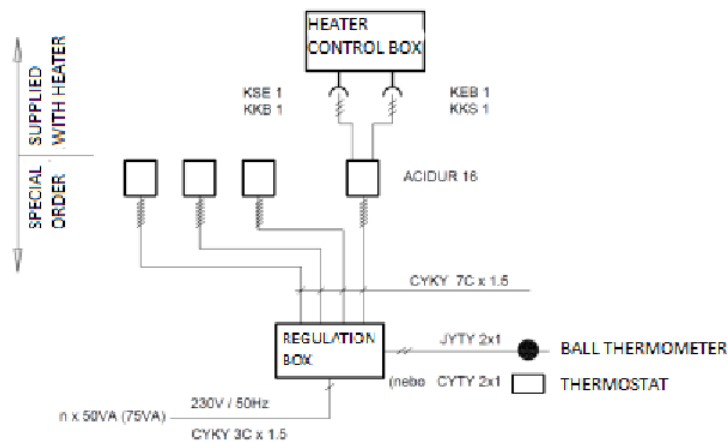 HEATER
CONTROL BOX
KSE 1
KKB 1
KEB 1
KKS 1
SUPPLIED
WITH HEATER
SPECIAL
ORDER
ACIDUR 16
CYKY 7C x 1.5
REGULATION
BOX
JYTY 2x1
BALL THERMOMETER
(nebo CYTY 2x1
THERMOSTAT
230V / 50Hz
n x 50VA (75VA)
CYKY 3C x 1.5